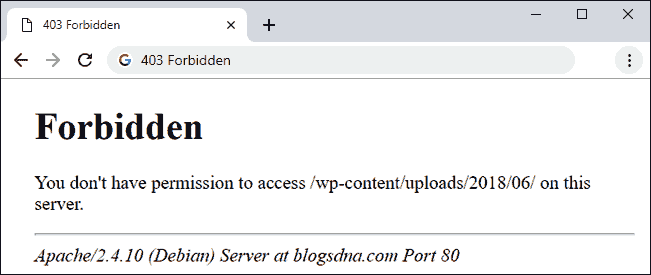 403 Forbidden
403 Forbidden
Forbidden
You don't have permission to access /wp-content/uploads/2018/06/ on this
server.
Apache/2.4.10 (Debian) Server at blogsdna.com Port 80